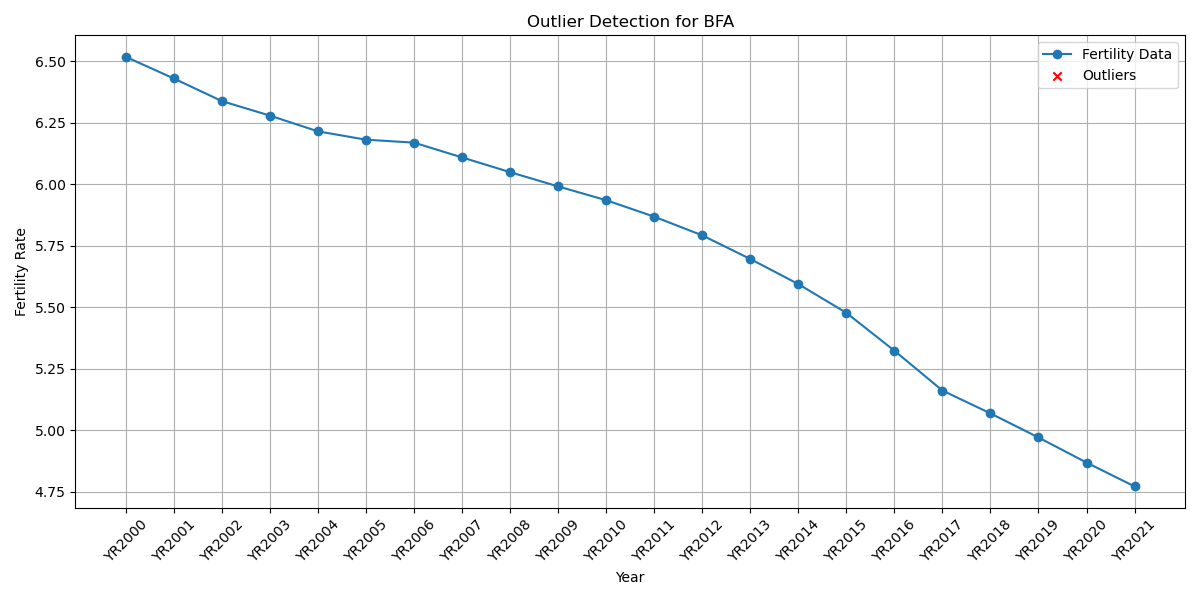 Outlier Detection for BFA
Fertility Data
Outliers
Fertility Rate
6.50
6.25
6.00
5.75
5.50
5.25
5.00
4.75
YR2000
YR2001
YR2002
YR2003
YR2004
YR2005
YR2006
YR2007
YR2008
YR2009
YR2010
YR2011
YR2012
YR2013
YR2014
YR2015
YR2016
YR2017
YR2018
YR2019
YR2020
YR2021
Year